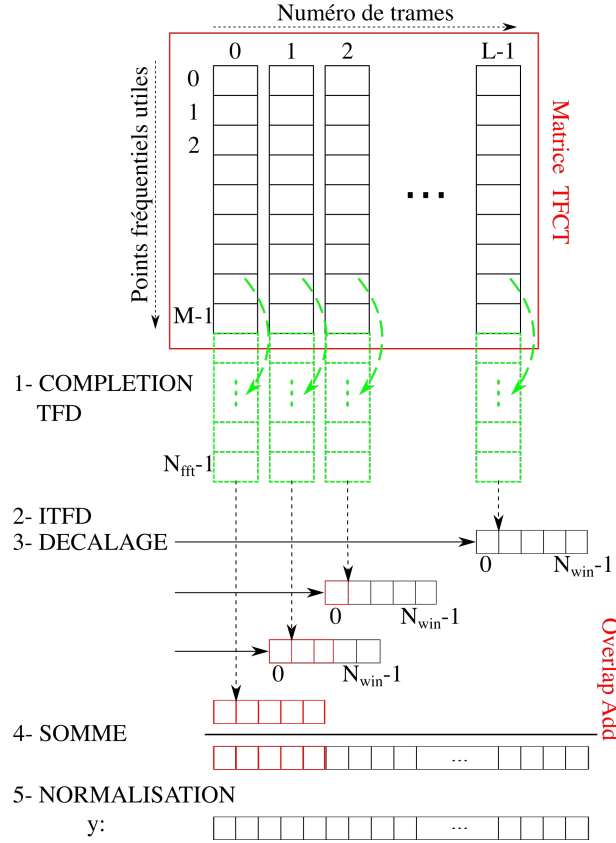 Numéro de trames
0 1 2 L-1
0
1
2
M-1
Points fréquentiels utiles
Matrice TFCT
...
1- COMPLETION
TFD
N_fft-1
2- ITFD
3- DECALAGE
0 N_win-1
0 N_win-1
0 N_win-1
Overlap Add
4- SOMME
...
5- NORMALISATION
y:
...